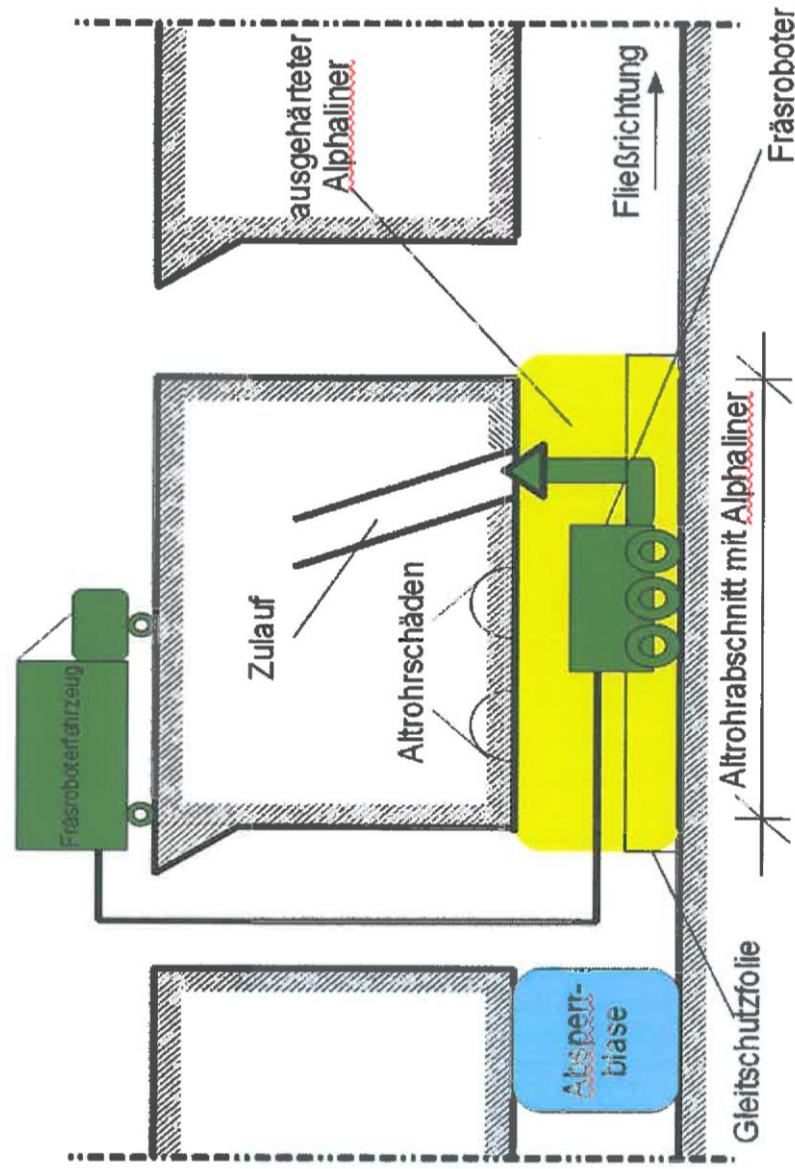 Fräsroboterfahrzeug
Zulauf
Altrohrschäden
ausgehärteter
Alphaliner
Absperr-
blase
Fließrichtung
Gleitschutzfolie
Altrohrabschnitt mit Alphaliner
Fräsroboter